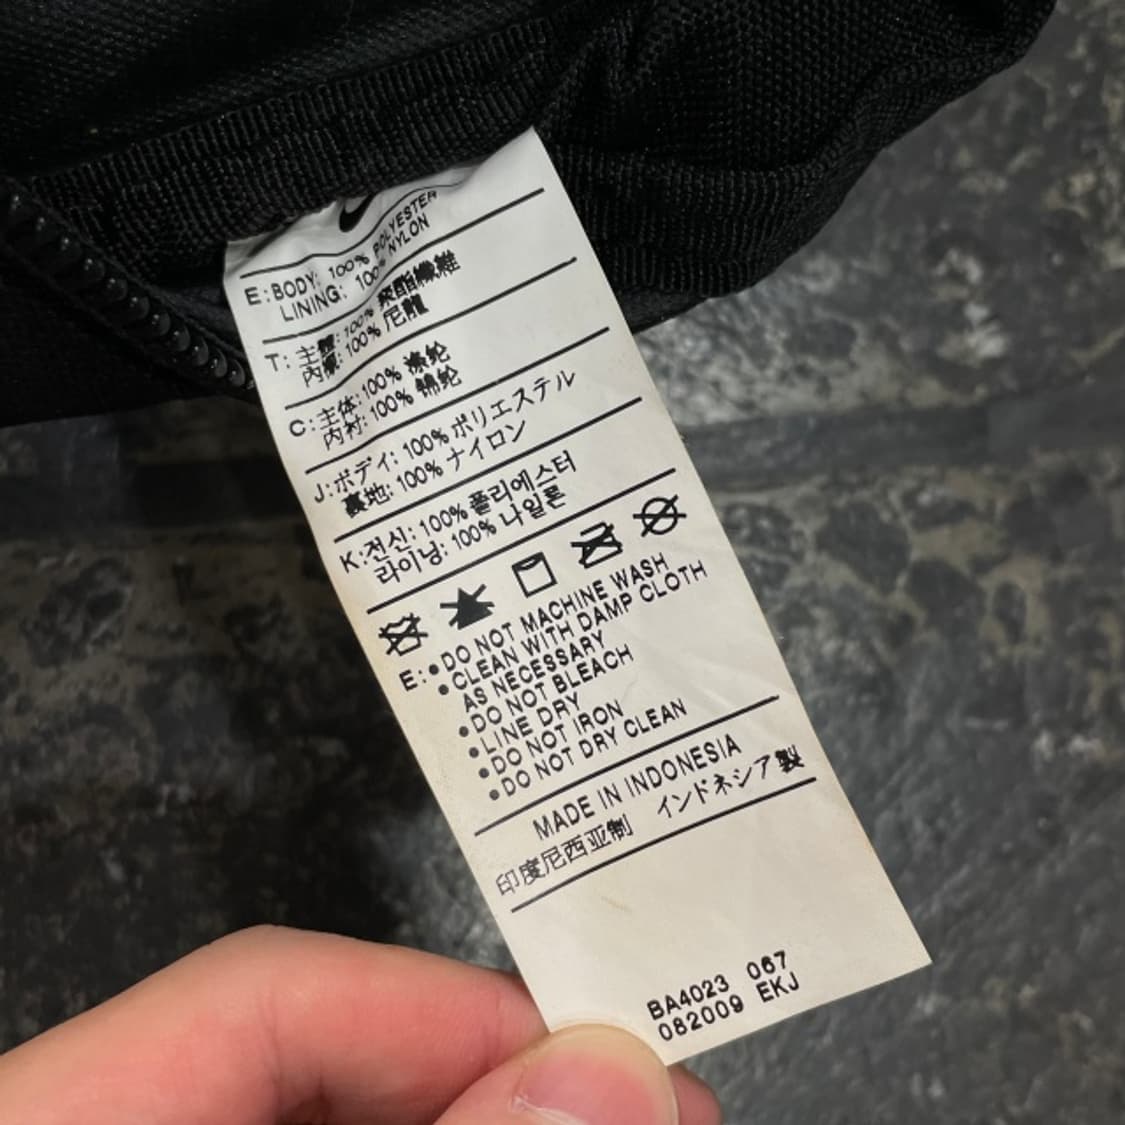 E: BODY: 100% POLYESTER
LINING: 100% NYLON
T: 主體: 100% 聚酯纖維
內襯: 100% 尼龍
C: 主体: 100% 涤纶
内衬: 100% 锦纶
J: ボディ: 100% ポリエステル
裏地: 100% ナイロン
K: 전신: 100% 폴리에스터
라이닝: 100% 나일론
E: •DO NOT MACHINE WASH
•CLEAN WITH DAMP CLOTH
AS NECESSARY
•DO NOT BLEACH
•LINE DRY
•DO NOT IRON
•DO NOT DRY CLEAN
MADE IN INDONESIA
印度尼西亚制 インドネシア製
BA4023 067
082009 EKJ